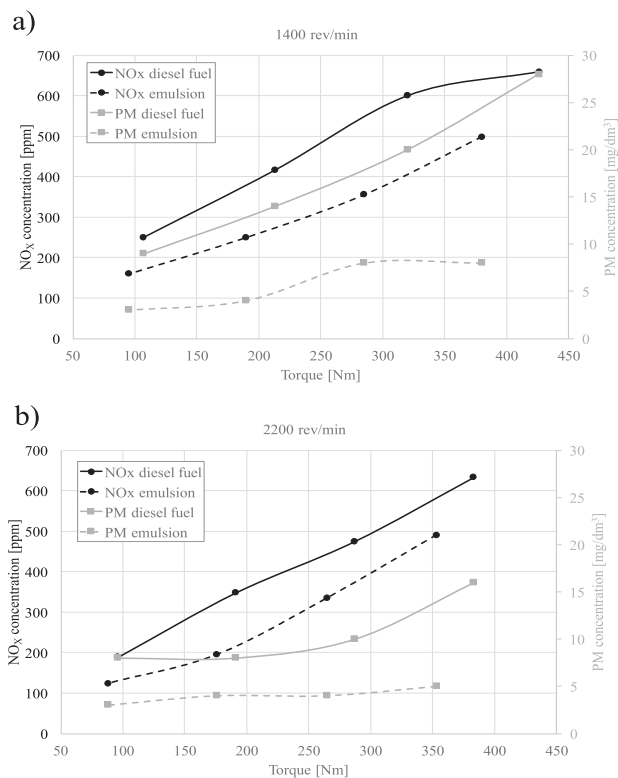 a)
1400 rev/min
700
600
500
400
300
200
100
0
NOX concentration [ppm]
NOx diesel fuel
NOx emulsion
PM diesel fuel
PM emulsion
30
25
20
15
10
5
0
PM concentration [mg/dm³]
50 100 150 200 250 300 350 400 450
Torque [Nm]
b)
2200 rev/min
700
600
500
400
300
200
100
0
NOX concentration [ppm]
NOx diesel fuel
NOx emulsion
PM diesel fuel
PM emulsion
30
25
20
15
10
5
0
PM concentration [mg/dm³]
50 100 150 200 250 300 350 400 450
Torque [Nm]